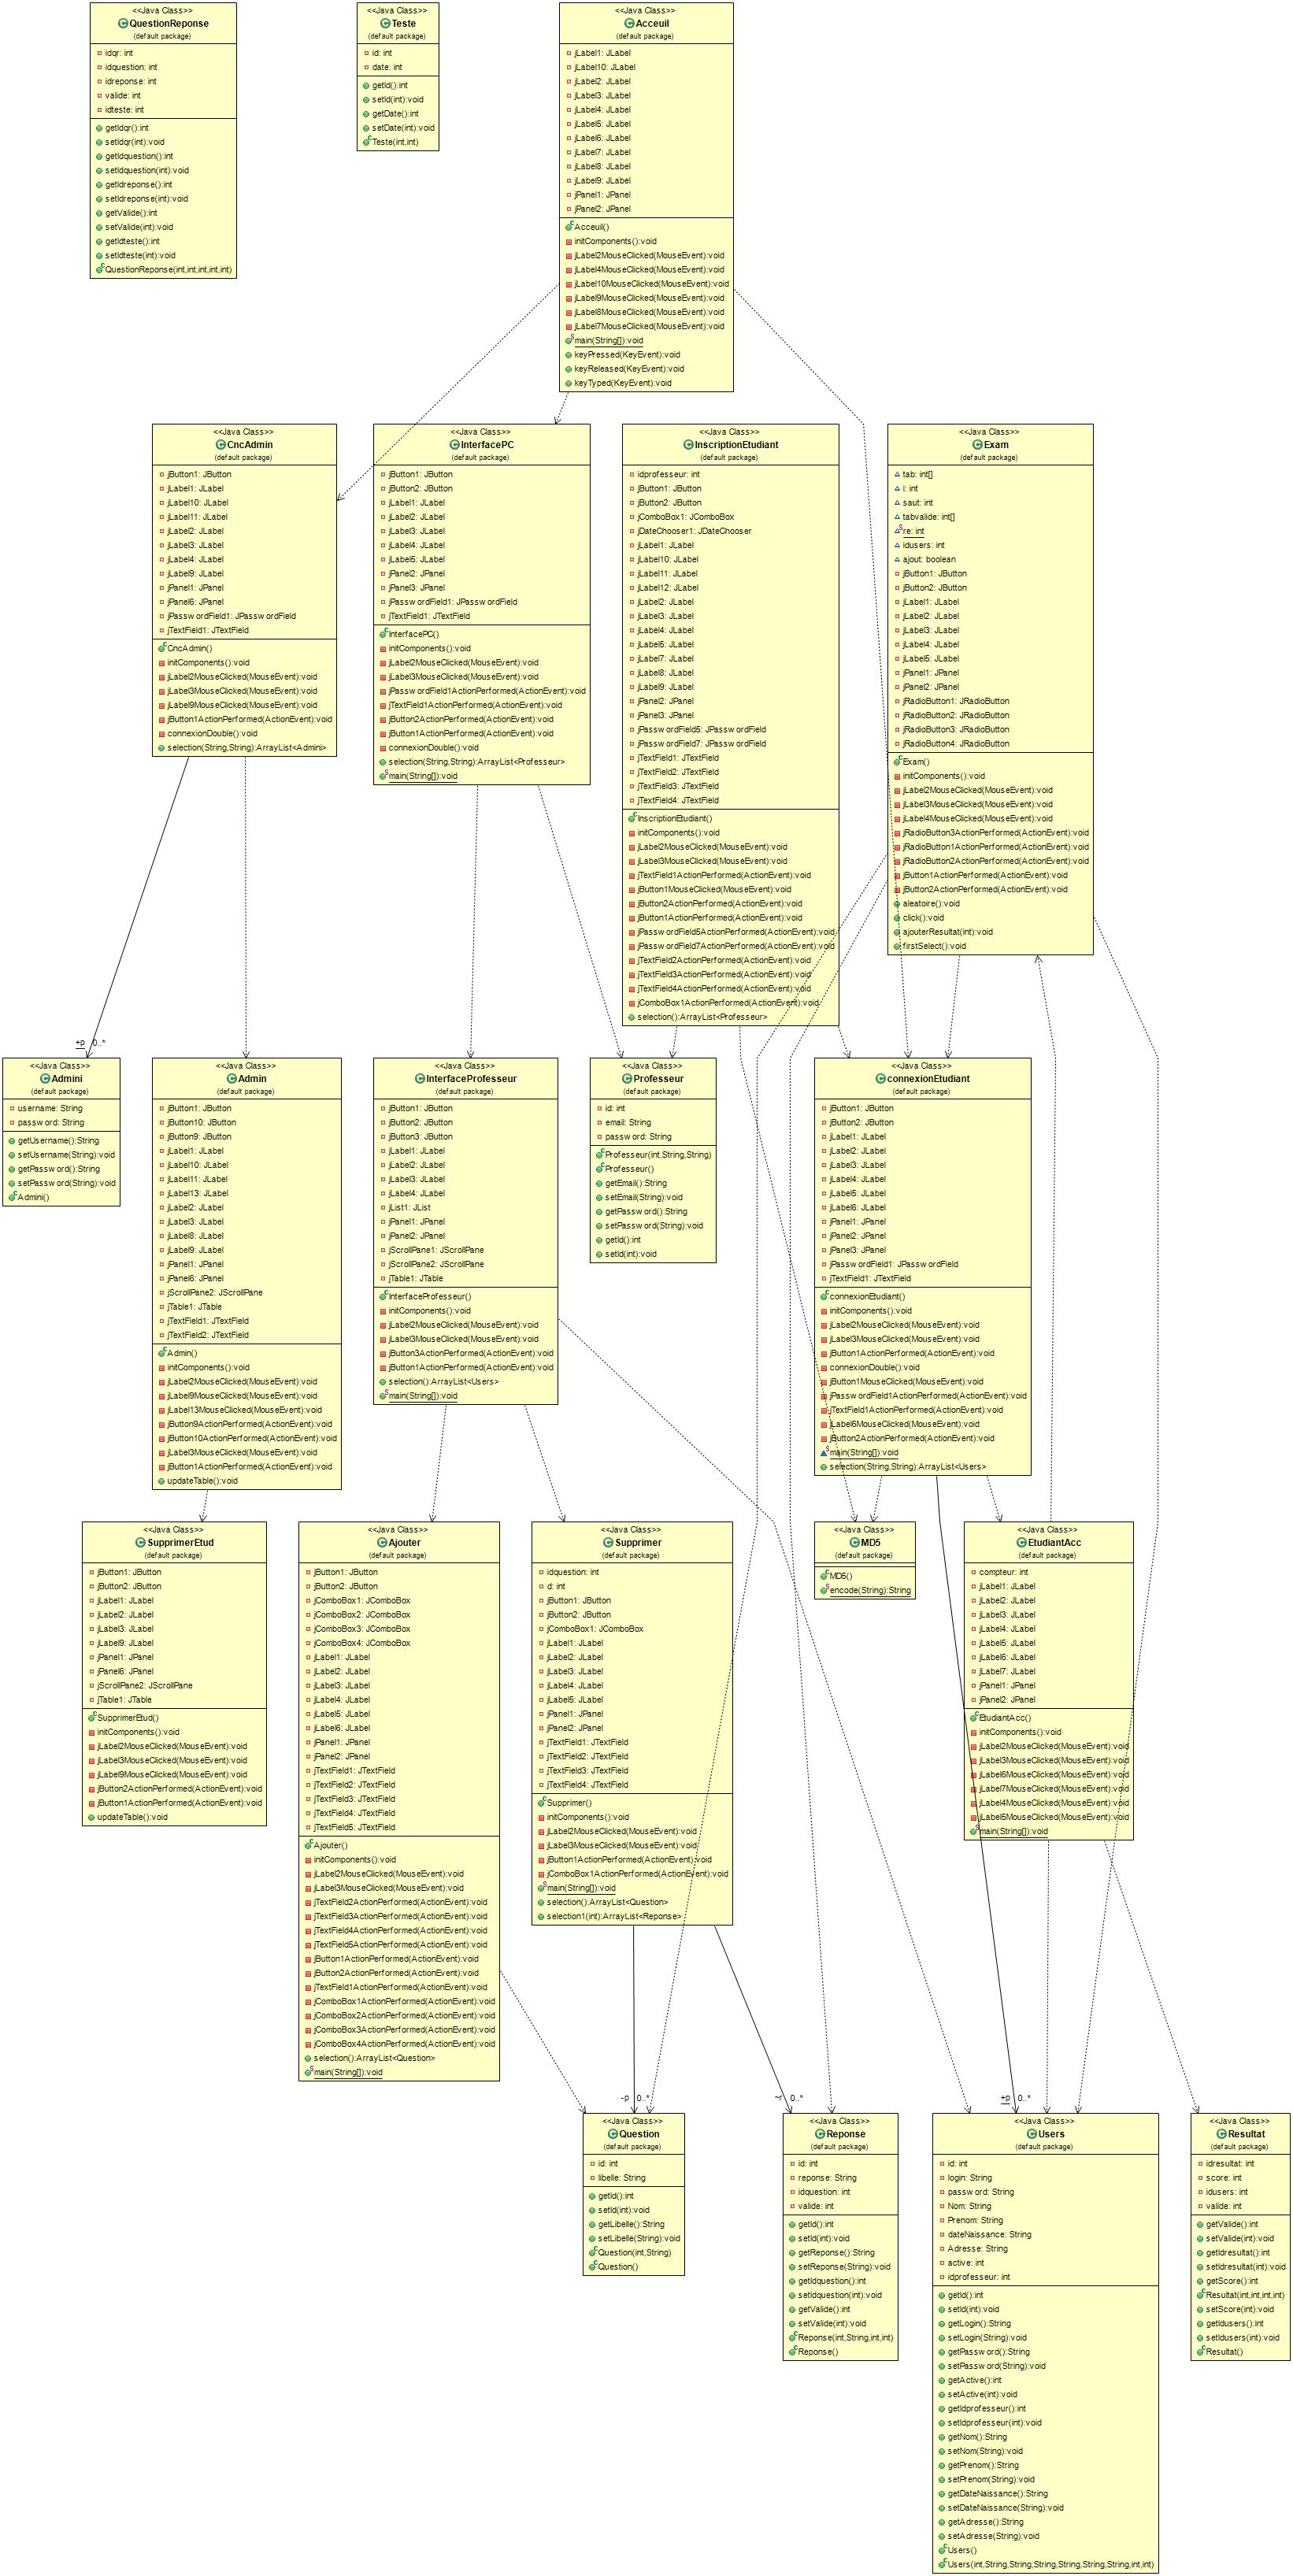 <<Java Class>>
QuestionReponse
(default package)
idqr: int
idquestion: int
idreponse: int
valide: int
idteste: int
getIdqr():int
setIdqr(int):void
getIdquestion():int
setIdquestion(int):void
getIdreponse():int
setIdreponse(int):void
getValide():int
setValide(int):void
getIdteste():int
setIdteste(int):void
QuestionReponse(int,int,int,int,int)
<<Java Class>>
Teste
(default package)
id: int
date: int
getId():int
setId(int):void
getDate():int
setDate(int):void
Teste(int,int)
<<Java Class>>
Acceuil
(default package)
jLabel1: JLabel
jLabel10: JLabel
jLabel2: JLabel
jLabel3: JLabel
jLabel4: JLabel
jLabel5: JLabel
jLabel6: JLabel
jLabel7: JLabel
jLabel8: JLabel
jLabel9: JLabel
jPanel1: JPanel
jPanel2: JPanel
Acceuil()
initComponents():void
jLabel2MouseClicked(MouseEvent):void
jLabel4MouseClicked(MouseEvent):void
jLabel10MouseClicked(MouseEvent):void
jLabel9MouseClicked(MouseEvent):void
jLabel8MouseClicked(MouseEvent):void
jLabel7MouseClicked(MouseEvent):void
main(String[]):void
keyPressed(KeyEvent):void
keyReleased(KeyEvent):void
keyTyped(KeyEvent):void
<<Java Class>>
CncAdmin
(default package)
jButton1: JButton
jLabel1: JLabel
jLabel10: JLabel
jLabel11: JLabel
jLabel2: JLabel
jLabel3: JLabel
jLabel4: JLabel
jLabel9: JLabel
jPanel1: JPanel
jPanel6: JPanel
jPasswordField1: JPasswordField
jTextField1: JTextField
CncAdmin()
initComponents():void
jLabel2MouseClicked(MouseEvent):void
jLabel3MouseClicked(MouseEvent):void
jLabel9MouseClicked(MouseEvent):void
jButton1ActionPerformed(ActionEvent):void
connexionDouble():void
selection(String,String):ArrayList<Admini>
<<Java Class>>
InterfacePC
(default package)
jButton1: JButton
jButton2: JButton
jLabel1: JLabel
jLabel2: JLabel
jLabel3: JLabel
jLabel4: JLabel
jLabel5: JLabel
jPanel2: JPanel
jPanel3: JPanel
jPasswordField1: JPasswordField
jTextField1: JTextField
InterfacePC()
initComponents():void
jLabel2MouseClicked(MouseEvent):void
jLabel3MouseClicked(MouseEvent):void
jPasswordField1ActionPerformed(ActionEvent):void
jTextField1ActionPerformed(ActionEvent):void
jButton2ActionPerformed(ActionEvent):void
jButton1ActionPerformed(ActionEvent):void
connexionDouble():void
selection(String,String):ArrayList<Professeur>
main(String[]):void
<<Java Class>>
InscriptionEtudiant
(default package)
idprofesseur: int
jButton1: JButton
jButton2: JButton
jComboBox1: JComboBox
jDateChooser1: JDateChooser
jLabel1: JLabel
jLabel10: JLabel
jLabel11: JLabel
jLabel12: JLabel
jLabel2: JLabel
jLabel3: JLabel
jLabel4: JLabel
jLabel5: JLabel
jLabel7: JLabel
jLabel8: JLabel
jLabel9: JLabel
jPanel2: JPanel
jPanel3: JPanel
jPasswordField5: JPasswordField
jPasswordField7: JPasswordField
jTextField1: JTextField
jTextField2: JTextField
jTextField3: JTextField
jTextField4: JTextField
InscriptionEtudiant()
initComponents():void
jLabel2MouseClicked(MouseEvent):void
jLabel3MouseClicked(MouseEvent):void
jTextField1ActionPerformed(ActionEvent):void
jButton1MouseClicked(MouseEvent):void
jButton2ActionPerformed(ActionEvent):void
jButton1ActionPerformed(ActionEvent):void
jPasswordField5ActionPerformed(ActionEvent):void
jPasswordField7ActionPerformed(ActionEvent):void
jTextField2ActionPerformed(ActionEvent):void
jTextField3ActionPerformed(ActionEvent):void
jTextField4ActionPerformed(ActionEvent):void
jComboBox1ActionPerformed(ActionEvent):void
selection():ArrayList<Professeur>
<<Java Class>>
Exam
(default package)
tab: int[]
i: int
saut: int
tabvalide: int[]
re: int
idusers: int
ajout: boolean
jButton1: JButton
jButton2: JButton
jLabel1: JLabel
jLabel2: JLabel
jLabel3: JLabel
jLabel4: JLabel
jLabel5: JLabel
jPanel1: JPanel
jPanel2: JPanel
jRadioButton1: JRadioButton
jRadioButton2: JRadioButton
jRadioButton3: JRadioButton
jRadioButton4: JRadioButton
Exam()
initComponents():void
jLabel2MouseClicked(MouseEvent):void
jLabel3MouseClicked(MouseEvent):void
jLabel4MouseClicked(MouseEvent):void
jRadioButton3ActionPerformed(ActionEvent):void
jRadioButton1ActionPerformed(ActionEvent):void
jRadioButton2ActionPerformed(ActionEvent):void
jButton1ActionPerformed(ActionEvent):void
jButton2ActionPerformed(ActionEvent):void
aleatoire():void
click():void
ajouterResultat(int):void
firstSelect():void
+p 0..*
<<Java Class>>
Admini
(default package)
username: String
password: String
getUsername():String
setUsername(String):void
getPassword():String
setPassword(String):void
Admini()
<<Java Class>>
Admin
(default package)
jButton1: JButton
jButton10: JButton
jButton9: JButton
jLabel1: JLabel
jLabel10: JLabel
jLabel11: JLabel
jLabel13: JLabel
jLabel2: JLabel
jLabel3: JLabel
jLabel8: JLabel
jLabel9: JLabel
jPanel1: JPanel
jPanel6: JPanel
jScrollPane2: JScrollPane
jTable1: JTable
jTextField1: JTextField
jTextField2: JTextField
Admin()
initComponents():void
jLabel2MouseClicked(MouseEvent):void
jLabel9MouseClicked(MouseEvent):void
jLabel13MouseClicked(MouseEvent):void
jButton9ActionPerformed(ActionEvent):void
jButton10ActionPerformed(ActionEvent):void
jLabel3MouseClicked(MouseEvent):void
jButton1ActionPerformed(ActionEvent):void
updateTable():void
<<Java Class>>
InterfaceProfesseur
(default package)
jButton1: JButton
jButton2: JButton
jButton3: JButton
jLabel1: JLabel
jLabel2: JLabel
jLabel3: JLabel
jLabel4: JLabel
jList1: JList
jPanel1: JPanel
jPanel2: JPanel
jScrollPane1: JScrollPane
jScrollPane2: JScrollPane
jTable1: JTable
InterfaceProfesseur()
initComponents():void
jLabel2MouseClicked(MouseEvent):void
jLabel3MouseClicked(MouseEvent):void
jButton3ActionPerformed(ActionEvent):void
jButton1ActionPerformed(ActionEvent):void
selection():ArrayList<Users>
main(String[]):void
<<Java Class>>
Professeur
(default package)
id: int
email: String
password: String
Professeur(int,String,String)
Professeur()
getEmail():String
setEmail(String):void
getPassword():String
setPassword(String):void
getId():int
setId(int):void
<<Java Class>>
connexionEtudiant
(default package)
jButton1: JButton
jButton2: JButton
jLabel1: JLabel
jLabel2: JLabel
jLabel3: JLabel
jLabel4: JLabel
jLabel5: JLabel
jLabel6: JLabel
jPanel1: JPanel
jPanel2: JPanel
jPanel3: JPanel
jPasswordField1: JPasswordField
jTextField1: JTextField
connexionEtudiant()
initComponents():void
jLabel2MouseClicked(MouseEvent):void
jLabel3MouseClicked(MouseEvent):void
jButton1ActionPerformed(ActionEvent):void
connexionDouble():void
jButton1MouseClicked(MouseEvent):void
jPasswordField1ActionPerformed(ActionEvent):void
jTextField1ActionPerformed(ActionEvent):void
jLabel6MouseClicked(MouseEvent):void
jButton2ActionPerformed(ActionEvent):void
main(String[]):void
selection(String,String):ArrayList<Users>
<<Java Class>>
SupprimerEtud
(default package)
jButton1: JButton
jButton2: JButton
jLabel1: JLabel
jLabel2: JLabel
jLabel3: JLabel
jLabel9: JLabel
jPanel1: JPanel
jPanel6: JPanel
jScrollPane2: JScrollPane
jTable1: JTable
SupprimerEtud()
initComponents():void
jLabel2MouseClicked(MouseEvent):void
jLabel3MouseClicked(MouseEvent):void
jLabel9MouseClicked(MouseEvent):void
jButton2ActionPerformed(ActionEvent):void
jButton1ActionPerformed(ActionEvent):void
updateTable():void
<<Java Class>>
Ajouter
(default package)
jButton1: JButton
jButton2: JButton
jComboBox1: JComboBox
jComboBox2: JComboBox
jComboBox3: JComboBox
jComboBox4: JComboBox
jLabel1: JLabel
jLabel2: JLabel
jLabel3: JLabel
jLabel4: JLabel
jLabel5: JLabel
jLabel6: JLabel
jPanel1: JPanel
jPanel2: JPanel
jTextField1: JTextField
jTextField2: JTextField
jTextField3: JTextField
jTextField4: JTextField
jTextField5: JTextField
Ajouter()
initComponents():void
jLabel2MouseClicked(MouseEvent):void
jLabel3MouseClicked(MouseEvent):void
jTextField2ActionPerformed(ActionEvent):void
jTextField3ActionPerformed(ActionEvent):void
jTextField4ActionPerformed(ActionEvent):void
jTextField5ActionPerformed(ActionEvent):void
jButton1ActionPerformed(ActionEvent):void
jButton2ActionPerformed(ActionEvent):void
jTextField1ActionPerformed(ActionEvent):void
jComboBox1ActionPerformed(ActionEvent):void
jComboBox2ActionPerformed(ActionEvent):void
jComboBox3ActionPerformed(ActionEvent):void
jComboBox4ActionPerformed(ActionEvent):void
selection():ArrayList<Question>
main(String[]):void
<<Java Class>>
Supprimer
(default package)
idquestion: int
d: int
jButton1: JButton
jButton2: JButton
jComboBox1: JComboBox
jLabel1: JLabel
jLabel2: JLabel
jLabel3: JLabel
jLabel4: JLabel
jLabel5: JLabel
jPanel1: JPanel
jPanel2: JPanel
jTextField1: JTextField
jTextField2: JTextField
jTextField3: JTextField
jTextField4: JTextField
Supprimer()
initComponents():void
jLabel2MouseClicked(MouseEvent):void
jLabel3MouseClicked(MouseEvent):void
jButton1ActionPerformed(ActionEvent):void
jComboBox1ActionPerformed(ActionEvent):void
main(String[]):void
selection():ArrayList<Question>
selection1(int):ArrayList<Reponse>
<<Java Class>>
MD5
(default package)
MD5()
encode(String):String
<<Java Class>>
EtudiantAcc
(default package)
compteur: int
jLabel1: JLabel
jLabel2: JLabel
jLabel3: JLabel
jLabel4: JLabel
jLabel5: JLabel
jLabel6: JLabel
jLabel7: JLabel
jPanel1: JPanel
jPanel2: JPanel
EtudiantAcc()
initComponents():void
jLabel2MouseClicked(MouseEvent):void
jLabel3MouseClicked(MouseEvent):void
jLabel6MouseClicked(MouseEvent):void
jLabel7MouseClicked(MouseEvent):void
jLabel4MouseClicked(MouseEvent):void
jLabel5MouseClicked(MouseEvent):void
main(String[]):void
-p 0..*
~r 0..*
+p 0..*
<<Java Class>>
Question
(default package)
id: int
libelle: String
getId():int
setId(int):void
getLibelle():String
setLibelle(String):void
Question(int,String)
Question()
<<Java Class>>
Reponse
(default package)
id: int
reponse: String
idquestion: int
valide: int
getId():int
setId(int):void
getReponse():String
setReponse(String):void
getIdquestion():int
setIdquestion(int):void
getValide():int
setValide(int):void
Reponse(int,String,int,int)
Reponse()
<<Java Class>>
Users
(default package)
id: int
login: String
password: String
Nom: String
Prenom: String
dateNaissance: String
Adresse: String
active: int
idprofesseur: int
getId():int
setId(int):void
getLogin():String
setLogin(String):void
getPassword():String
setPassword(String):void
getActive():int
setActive(int):void
getIdprofesseur():int
setIdprofesseur(int):void
getNom():String
setNom(String):void
getPrenom():String
setPrenom(String):void
getDateNaissance():String
setDateNaissance(String):void
getAdresse():String
setAdresse(String):void
Users()
Users(int,String,String,String,String,String,String,int,int)
<<Java Class>>
Resultat
(default package)
idresultat: int
score: int
idusers: int
valide: int
getValide():int
setValide(int):void
getIdresultat():int
setIdresultat(int):void
getScore():int
Resultat(int,int,int,int)
setScore(int):void
getIdusers():int
setIdusers(int):void
Resultat()